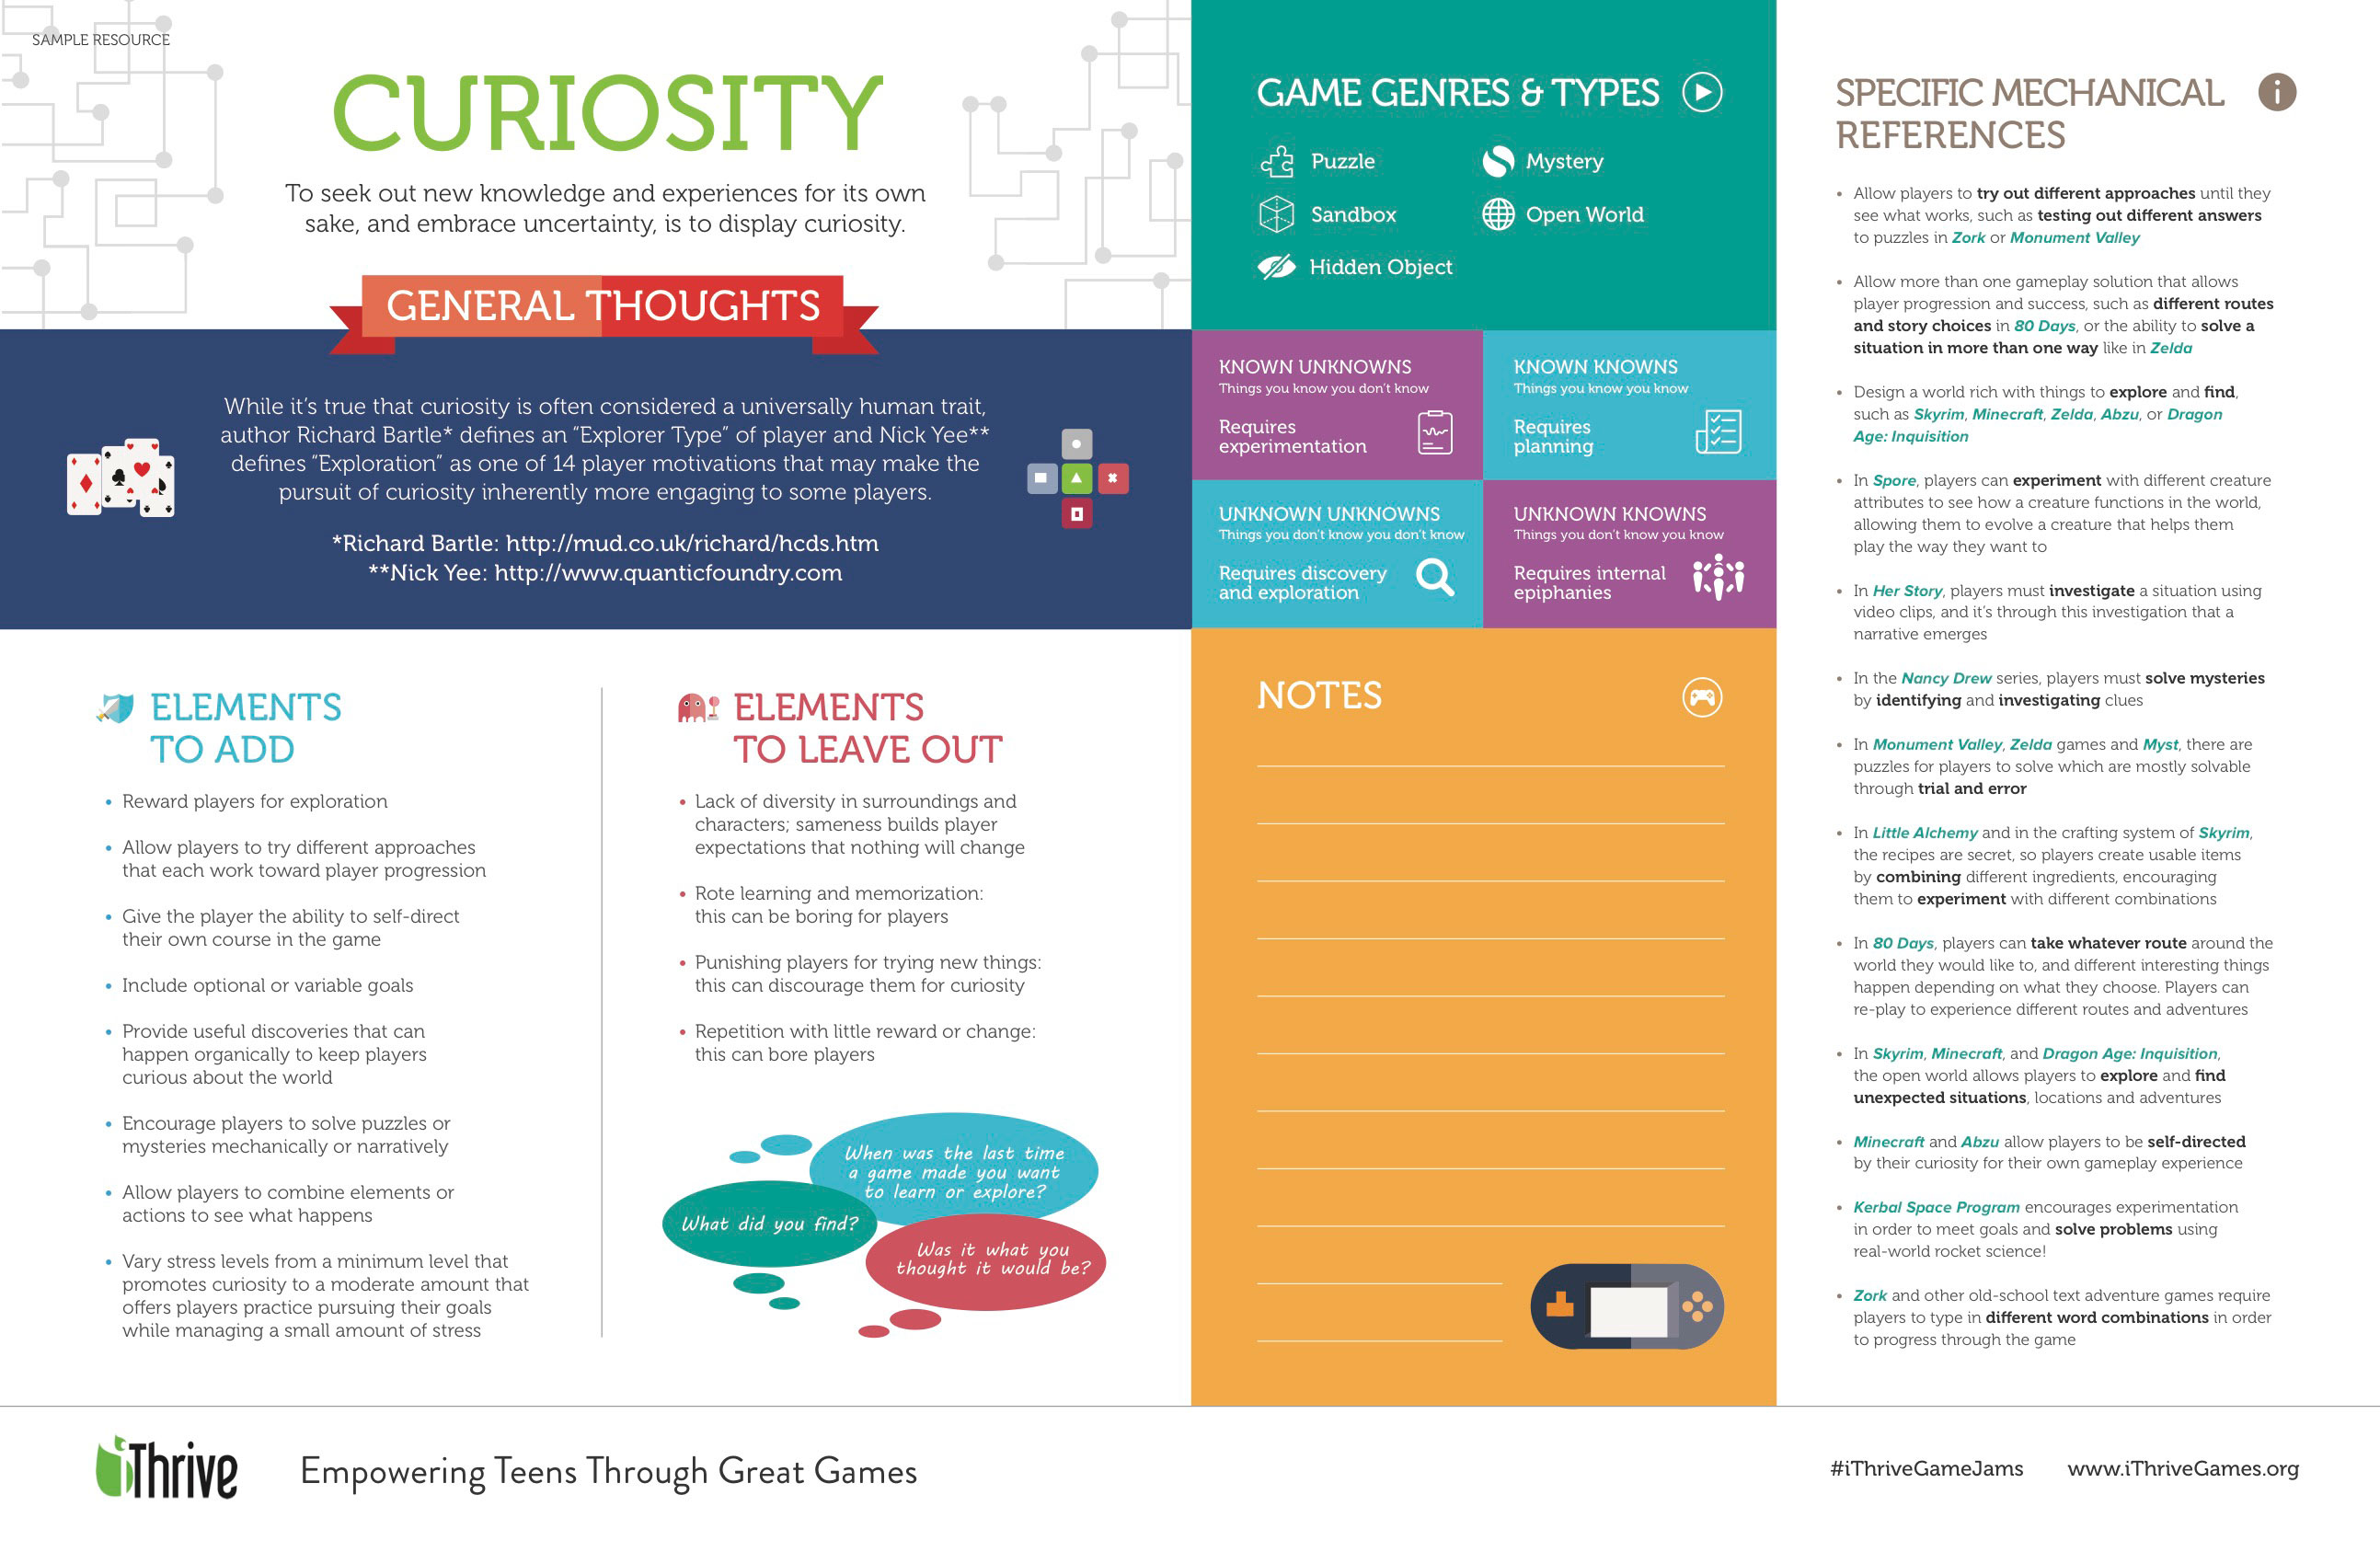 SAMPLE RESOURCE
CURIOSITY
To seek out new knowledge and experiences for its own
sake, and embrace uncertainty, is to display curiosity.
GENERAL THOUGHTS
While it's true that curiosity is often considered a universally human trait,
author Richard Bartle* defines an "Explorer Type" of player and Nick Yee**
defines "Exploration" as one of 14 player motivations that may make the
pursuit of curiosity inherently more engaging to some players.
*Richard Bartle: http://mud.co.uk/richard/hcds.htm
**Nick Yee: http://www.quanticfoundry.com
ELEMENTS
TO ADD
• Reward players for exploration
• Allow players to try different approaches
that each work toward player progression
• Give the player the ability to self-direct
their own course in the game
• Include optional or variable goals
• Provide useful discoveries that can
happen organically to keep players
curious about the world
• Encourage players to solve puzzles or
mysteries mechanically or narratively
• Allow players to combine elements or
actions to see what happens
• Vary stress levels from a minimum level that
promotes curiosity to a moderate amount that
offers players practice pursuing their goals
while managing a small amount of stress
ELEMENTS
TO LEAVE OUT
• Lack of diversity in surroundings and
characters; sameness builds player
expectations that nothing will change
• Rote learning and memorization:
this can be boring for players
• Punishing players for trying new things:
this can discourage them for curiosity
• Repetition with little reward or change:
this can bore players
When was the last time
a game made you want
to learn or explore?
What did you find?
Was it what you
thought it would be?
GAME GENRES & TYPES
Puzzle
Mystery
Sandbox
Open World
Hidden Object
KNOWN UNKNOWNS
Things you know you don't know
Requires
experimentation
KNOWN KNOWNS
Things you know you know
Requires
planning
UNKNOWN UNKNOWNS
Things you don't know you don't know
Requires discovery
and exploration
UNKNOWN KNOWNS
Things you don't know you know
Requires internal
epiphanies
NOTES
SPECIFIC MECHANICAL
REFERENCES
• Allow players to try out different approaches until they
see what works, such as testing out different answers
to puzzles in Zork or Monument Valley
• Allow more than one gameplay solution that allows
player progression and success, such as different routes
and story choices in 80 Days, or the ability to solve a
situation in more than one way like in Zelda
• Design a world rich with things to explore and find,
such as Skyrim, Minecraft, Zelda, Abzu, or Dragon
Age: Inquisition
• In Spore, players can experiment with different creature
attributes to see how a creature functions in the world,
allowing them to evolve a creature that helps them
play the way they want to
• In Her Story, players must investigate a situation using
video clips, and it's through this investigation that a
narrative emerges
• In the Nancy Drew series, players must solve mysteries
by identifying and investigating clues
• In Monument Valley, Zelda games and Myst, there are
puzzles for players to solve which are mostly solvable
through trial and error
• In Little Alchemy and in the crafting system of Skyrim,
the recipes are secret, so players create usable items
by combining different ingredients, encouraging
them to experiment with different combinations
• In 80 Days, players can take whatever route around the
world they would like to, and different interesting things
happen depending on what they choose. Players can
re-play to experience different routes and adventures
• In Skyrim, Minecraft, and Dragon Age: Inquisition,
the open world allows players to explore and find
unexpected situations, locations and adventures
• Minecraft and Abzu allow players to be self-directed
by their curiosity for their own gameplay experience
• Kerbal Space Program encourages experimentation
in order to meet goals and solve problems using
real-world rocket science!
• Zork and other old-school text adventure games require
players to type in different word combinations in order
to progress through the game
iThrive
Empowering Teens Through Great Games
#iThriveGameJams
www.iThriveGames.org